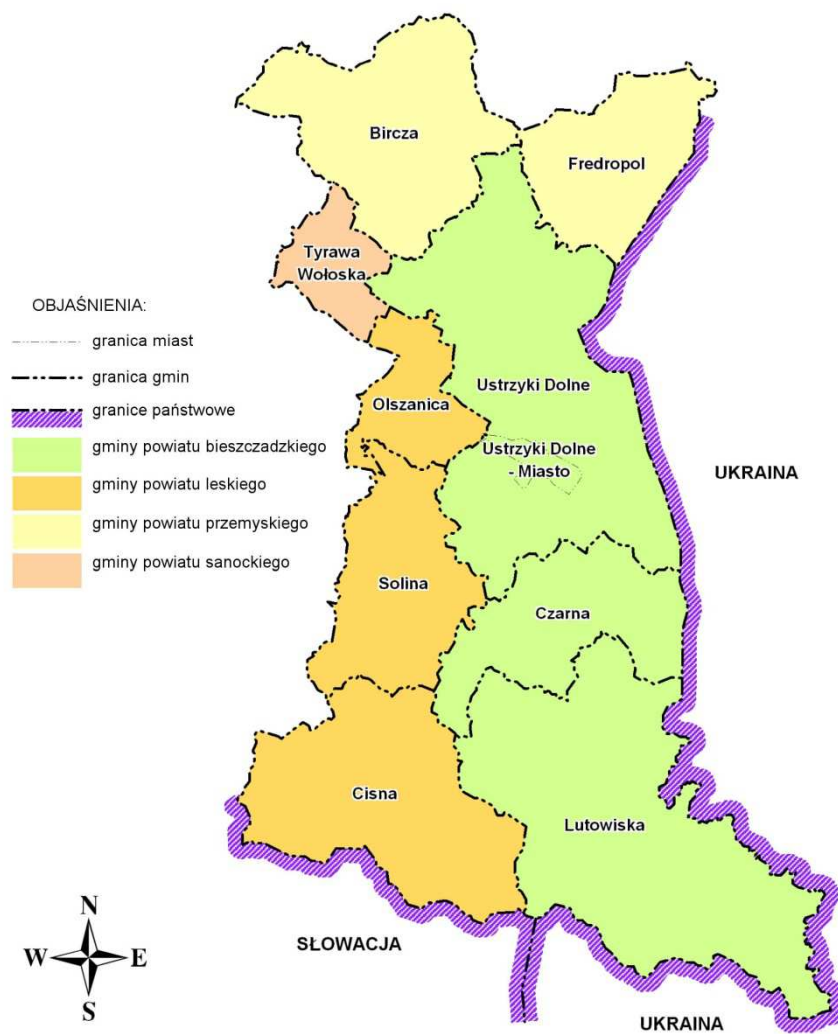 Bircza
Fredropol
Tyrawa
Wołoska
OBJAŚNIENIA:
granica miast
granica gmin
granice państwowe
gminy powiatu bieszczadzkiego
gminy powiatu leskiego
gminy powiatu przemyskiego
gminy powiatu sanockiego
Ustrzyki Dolne
Olszanica
Ustrzyki Dolne
- Miasto
UKRAINA
Solina
Czarna
Cisna
Lutowiska
N
W E
S
SŁOWACJA
UKRAINA